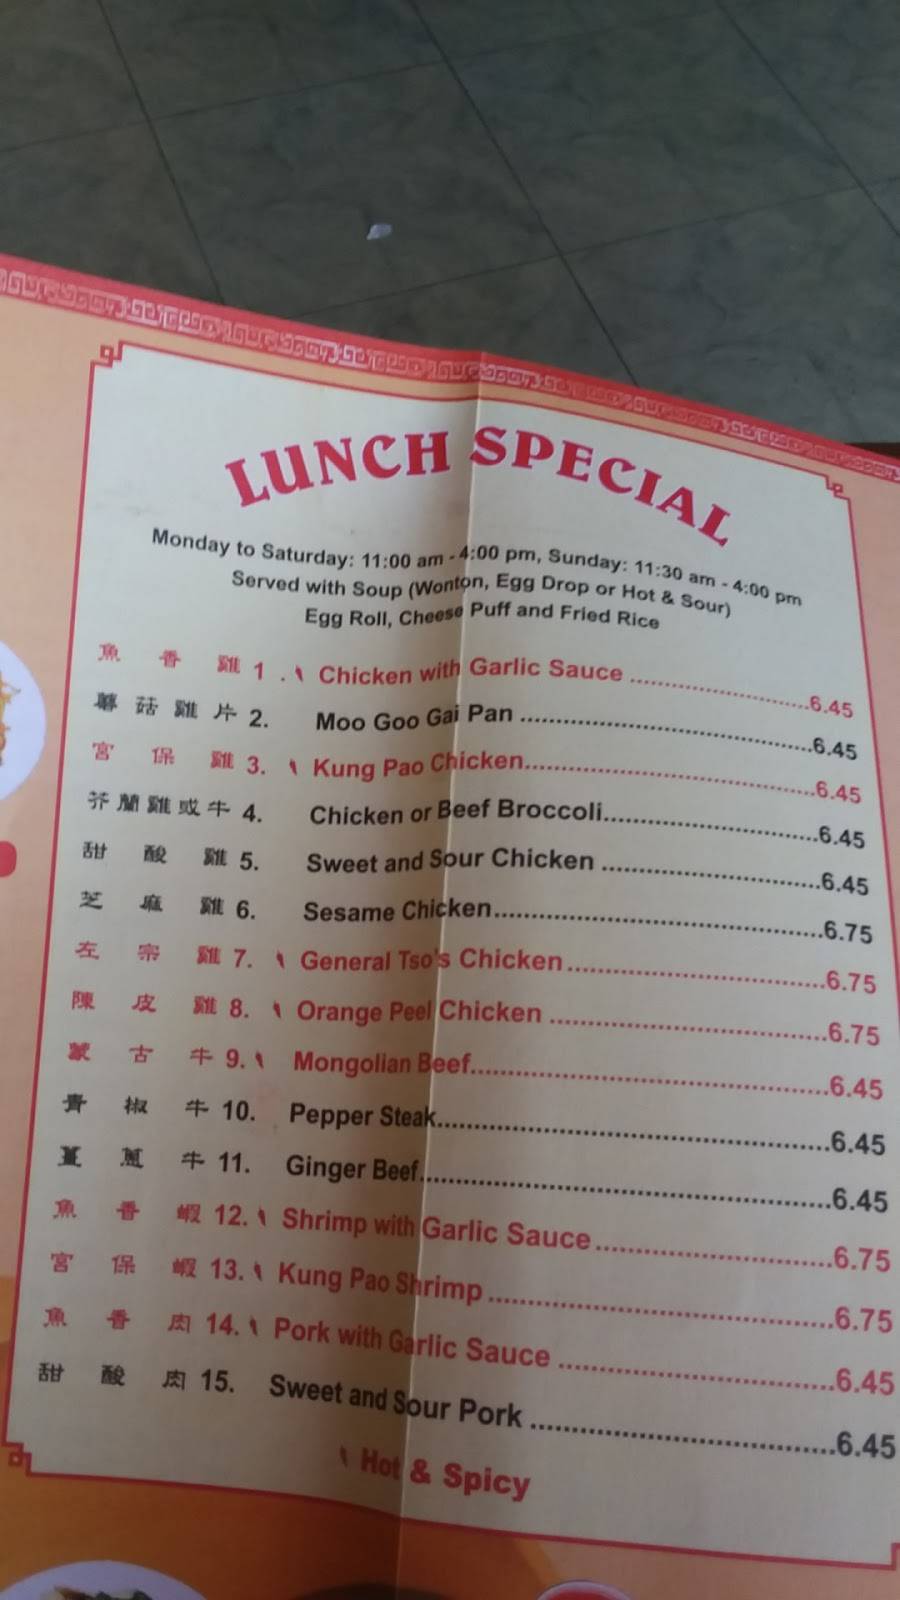 LUNCH SPECIAL
Monday to Saturday: 11:00 am - 4:00 pm, Sunday: 11:30 am - 4:00 pm
Served with Soup (Wonton, Egg Drop or Hot & Sour)
Egg Roll, Cheese Puff and Fried Rice
魚香雞 1. Chicken with Garlic Sauce ........ 6.45
蘑菇雞片 2. Moo Goo Gai Pan ........ 6.45
宮保雞 3. Kung Pao Chicken ........ 6.45
芥蘭雞或牛 4. Chicken or Beef Broccoli ........ 6.45
甜酸雞 5. Sweet and Sour Chicken ........ 6.45
芝麻雞 6. Sesame Chicken ........ 6.75
左宗雞 7. General Tso's Chicken ........ 6.75
陳皮雞 8. Orange Peel Chicken ........ 6.75
蒙古牛 9. Mongolian Beef ........ 6.45
青椒牛 10. Pepper Steak ........ 6.45
薑蔥牛 11. Ginger Beef ........ 6.45
魚香蝦 12. Shrimp with Garlic Sauce ........ 6.75
宮保蝦 13. Kung Pao Shrimp ........ 6.75
魚香肉 14. Pork with Garlic Sauce ........ 6.45
甜酸肉 15. Sweet and Sour Pork ........ 6.45
Hot & Spicy